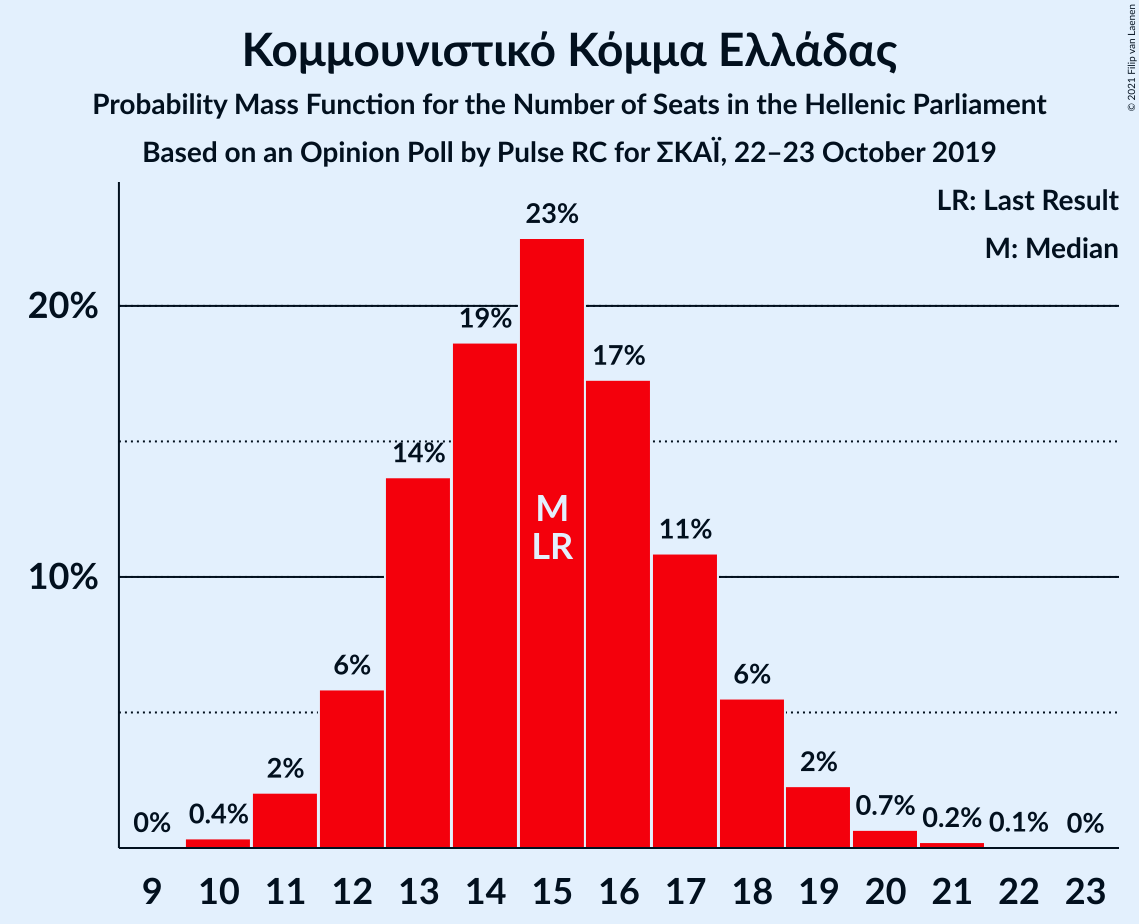 Κομμουνιστικό Κόμμα Ελλάδας
Probability Mass Function for the Number of Seats in the Hellenic Parliament
Based on an Opinion Poll by Pulse RC for ΣΚΑΪ, 22–23 October 2019
© 2021 Filip van Laenen
LR: Last Result
M: Median
20%
10%
0%
0.4%
2%
6%
14%
19%
23%
17%
11%
6%
2%
0.7%
0.2%
0.1%
0%
M
LR
9 10 11 12 13 14 15 16 17 18 19 20 21 22 23